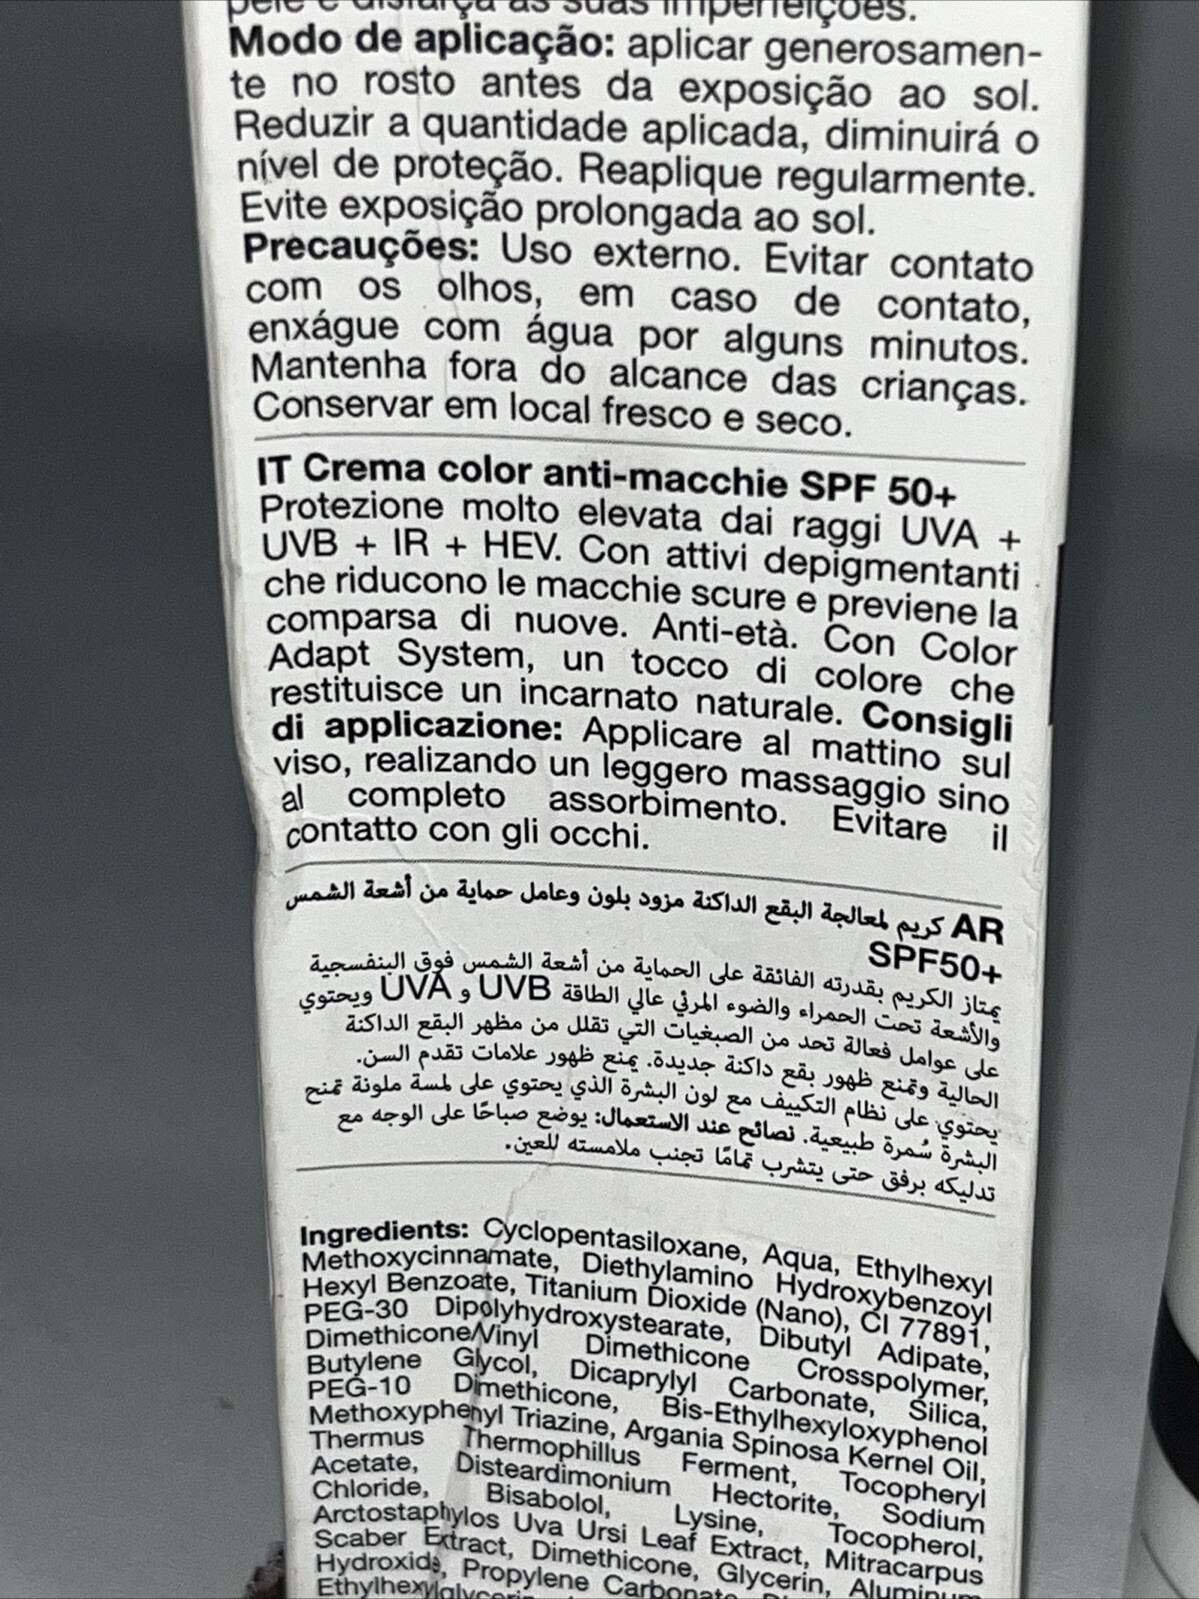 pele e disfarça as suas imperfeições.
Modo de aplicação: aplicar generosamen-
te no rosto antes da exposição ao sol.
Reduzir a quantidade aplicada, diminuirá o
nível de proteção. Reaplique regularmente.
Evite exposição prolongada ao sol.
Precauções: Uso externo. Evitar contato
com os olhos, em caso de contato,
enxágue com água por alguns minutos.
Mantenha fora do alcance das crianças.
Conservar em local fresco e seco.
IT Crema color anti-macchie SPF 50+
Protezione molto elevata dai raggi UVA +
UVB + IR + HEV. Con attivi depigmentanti
che riducono le macchie scure e previene la
comparsa di nuove. Anti-età. Con Color
Adapt System, un tocco di colore che
restituisce un incarnato naturale. Consigli
di applicazione: Applicare al mattino sul
viso, realizando un leggero massaggio sino
al completo assorbimento. Evitare il
contatto con gli occhi.
AR كريم لمعالجة البقع الداكنة مزود بلون وعامل حماية من أشعة الشمس
SPF50+
يمتاز الكريم بقدرته الفائقة على الحماية من أشعة الشمس فوق البنفسجية
والأشعة تحت الحمراء والضوء المرئي عالي الطاقة UVB و UVA ويحتوي
على عوامل فعالة تحد من الصبغيات التي تقلل من مظهر البقع الداكنة
الحالية وتمنع ظهور بقع داكنة جديدة. يمنع ظهور علامات تقدم السن.
يحتوي على نظام التكييف مع لون البشرة الذي يحتوي على لمسة ملونة تمنح
البشرة سُمرة طبيعية. نصائح عند الاستعمال: يوضع صباحًا على الوجه مع
تدليكه برفق حتى يتشرب تمامًا تجنب ملامسته للعين.
Ingredients: Cyclopentasiloxane, Aqua, Ethylhexyl
Methoxycinnamate, Diethylamino Hydroxybenzoyl
Hexyl Benzoate, Titanium Dioxide (Nano), CI 77891,
PEG-30 Dipolyhydroxystearate, Dibutyl Adipate,
Dimethicone/Vinyl Dimethicone Crosspolymer,
Butylene Glycol, Dicaprylyl Carbonate, Silica,
PEG-10 Dimethicone, Bis-Ethylhexyloxyphenol
Methoxyphenyl Triazine, Argania Spinosa Kernel Oil,
Thermus Thermophillus Ferment, Tocopheryl
Acetate, Disteardimonium Hectorite, Sodium
Chloride, Bisabolol, Lysine, Tocopherol,
Arctostaphylos Uva Ursi Leaf Extract, Mitracarpus
Scaber Extract, Dimethicone, Glycerin, Aluminum
Hydroxide, Propylene Carbonate,